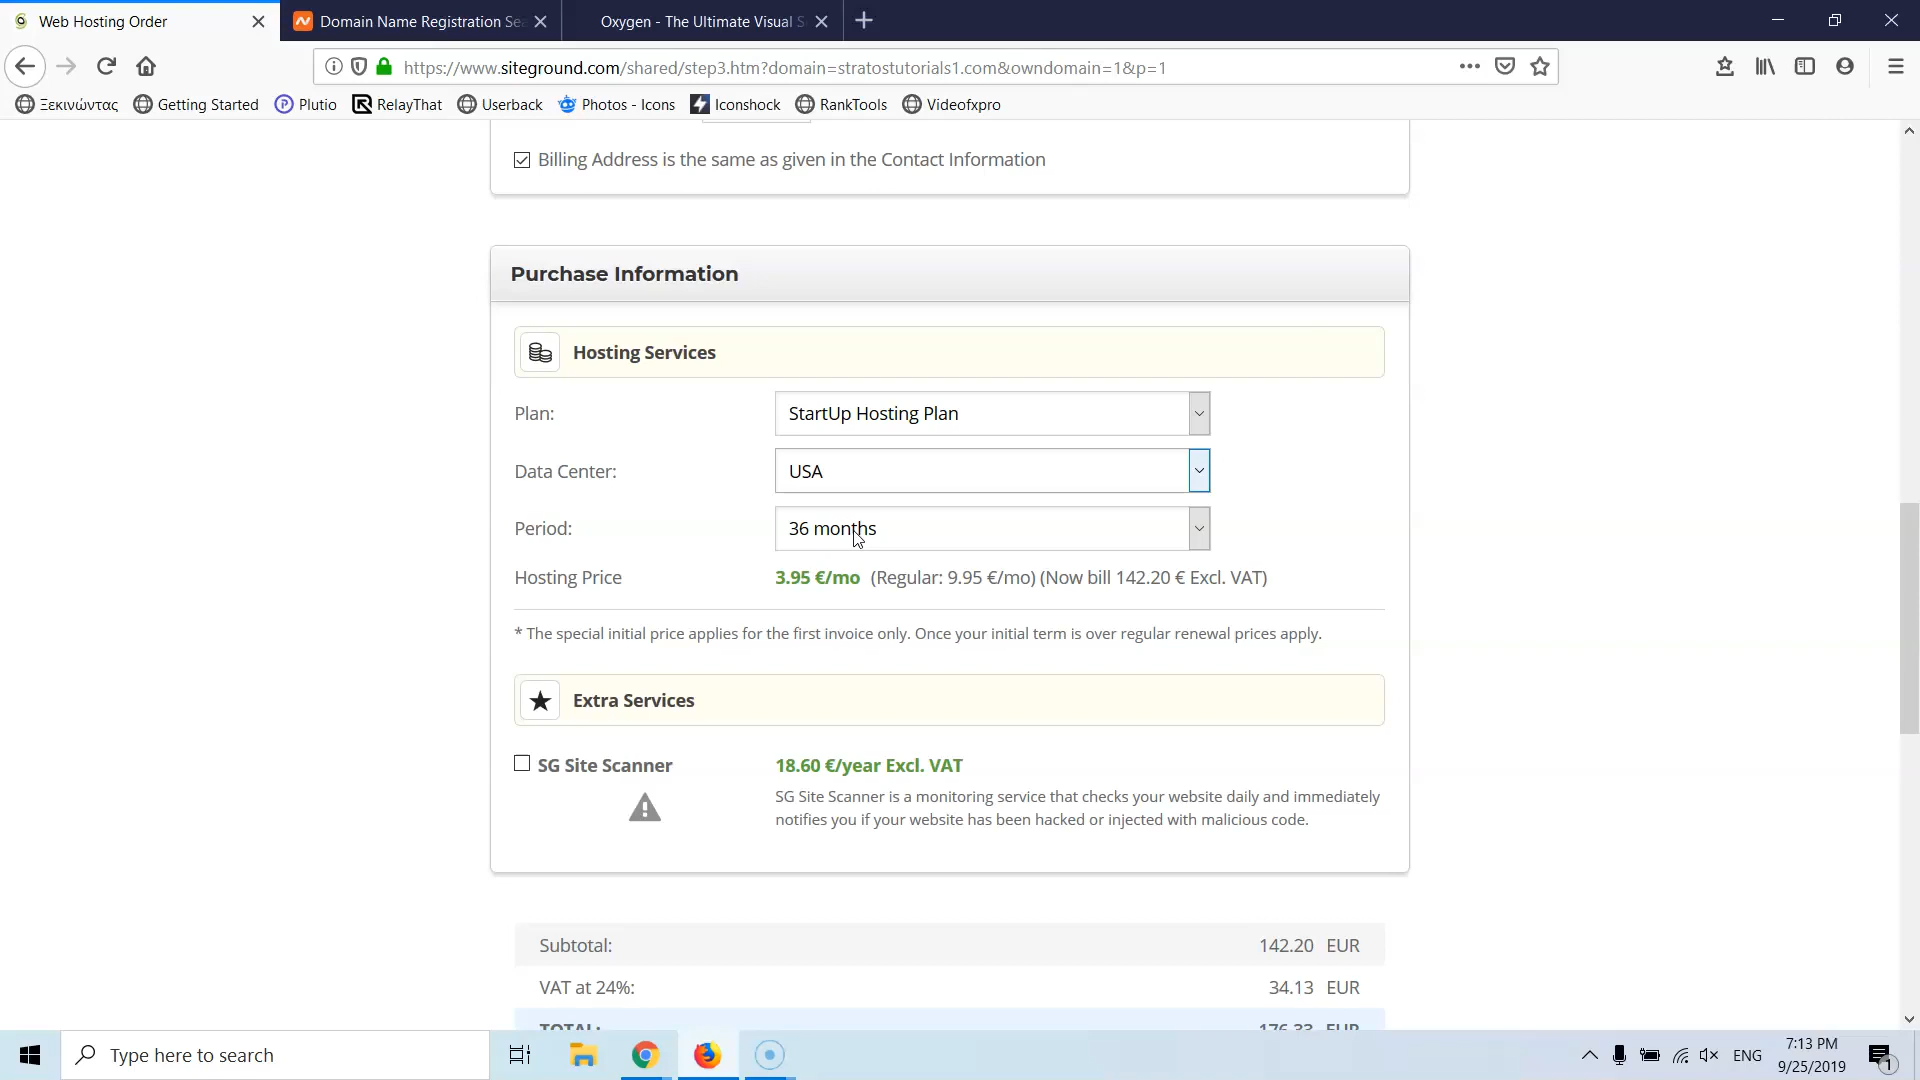 Web Hosting Order
Domain Name Registration Se
Oxygen - The Ultimate Visual S
https://www.siteground.com/shared/step3.htm?domain=stratostutorials1.com&owndomain=1&p=1
Ξεκινώντας
Getting Started
Plutio
RelayThat
Userback
Photos - Icons
Iconshock
RankTools
Videofxpro
Billing Address is the same as given in the Contact Information
Purchase Information
Hosting Services
Plan: StartUp Hosting Plan
Data Center: USA
Period: 36 months
Hosting Price 3.95 €/mo (Regular: 9.95 €/mo) (Now bill 142.20 € Excl. VAT)
* The special initial price applies for the first invoice only. Once your initial term is over regular renewal prices apply.
Extra Services
SG Site Scanner 18.60 €/year Excl. VAT
SG Site Scanner is a monitoring service that checks your website daily and immediately
notifies you if your website has been hacked or injected with malicious code.
Subtotal: 142.20 EUR
VAT at 24%: 34.13 EUR
TOTAL: 176.33 EUR
Type here to search
ENG
7:13 PM
9/25/2019
1